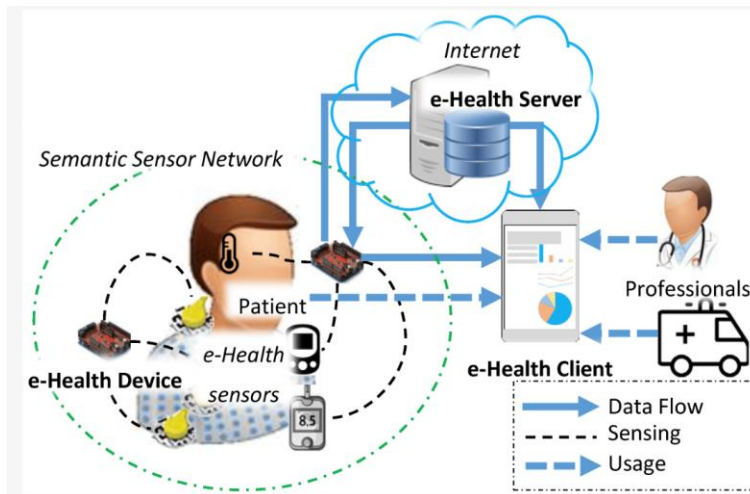 Internet
e-Health Server
Semantic Sensor Network
Patient
Professionals
e-Health
sensors
e-Health Device
8.5
e-Health Client
Data Flow
Sensing
Usage